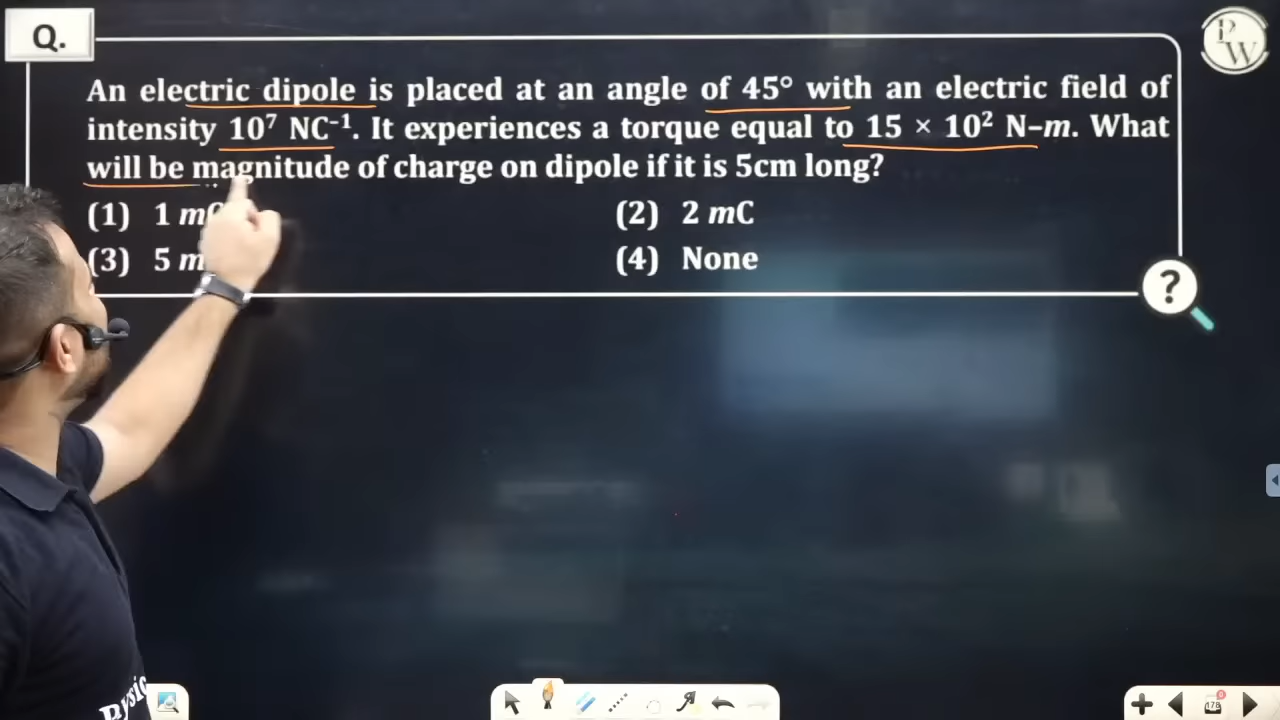 Q.
P
W
An electric dipole is placed at an angle of 45° with an electric field of
intensity 10⁷ NC⁻¹. It experiences a torque equal to 15 × 10² N–m. What
will be magnitude of charge on dipole if it is 5cm long?
(1) 1
(2) 2 mC
(3) 5
(4) None
?
178